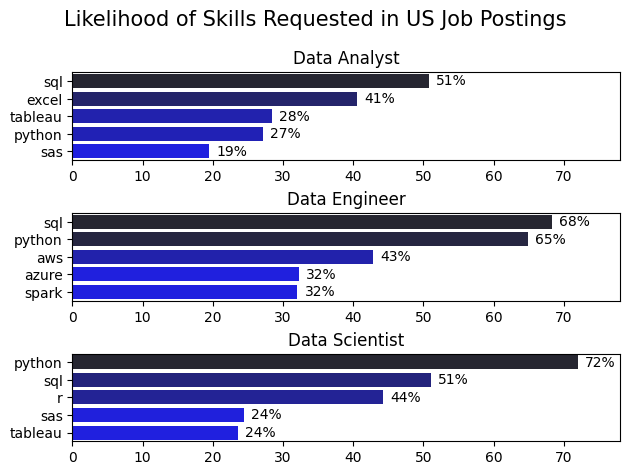 Likelihood of Skills Requested in US Job Postings
Data Analyst
sql 51%
excel 41%
tableau 28%
python 27%
sas 19%
0 10 20 30 40 50 60 70
Data Engineer
sql 68%
python 65%
aws 43%
azure 32%
spark 32%
0 10 20 30 40 50 60 70
Data Scientist
python 72%
sql 51%
r 44%
sas 24%
tableau 24%
0 10 20 30 40 50 60 70